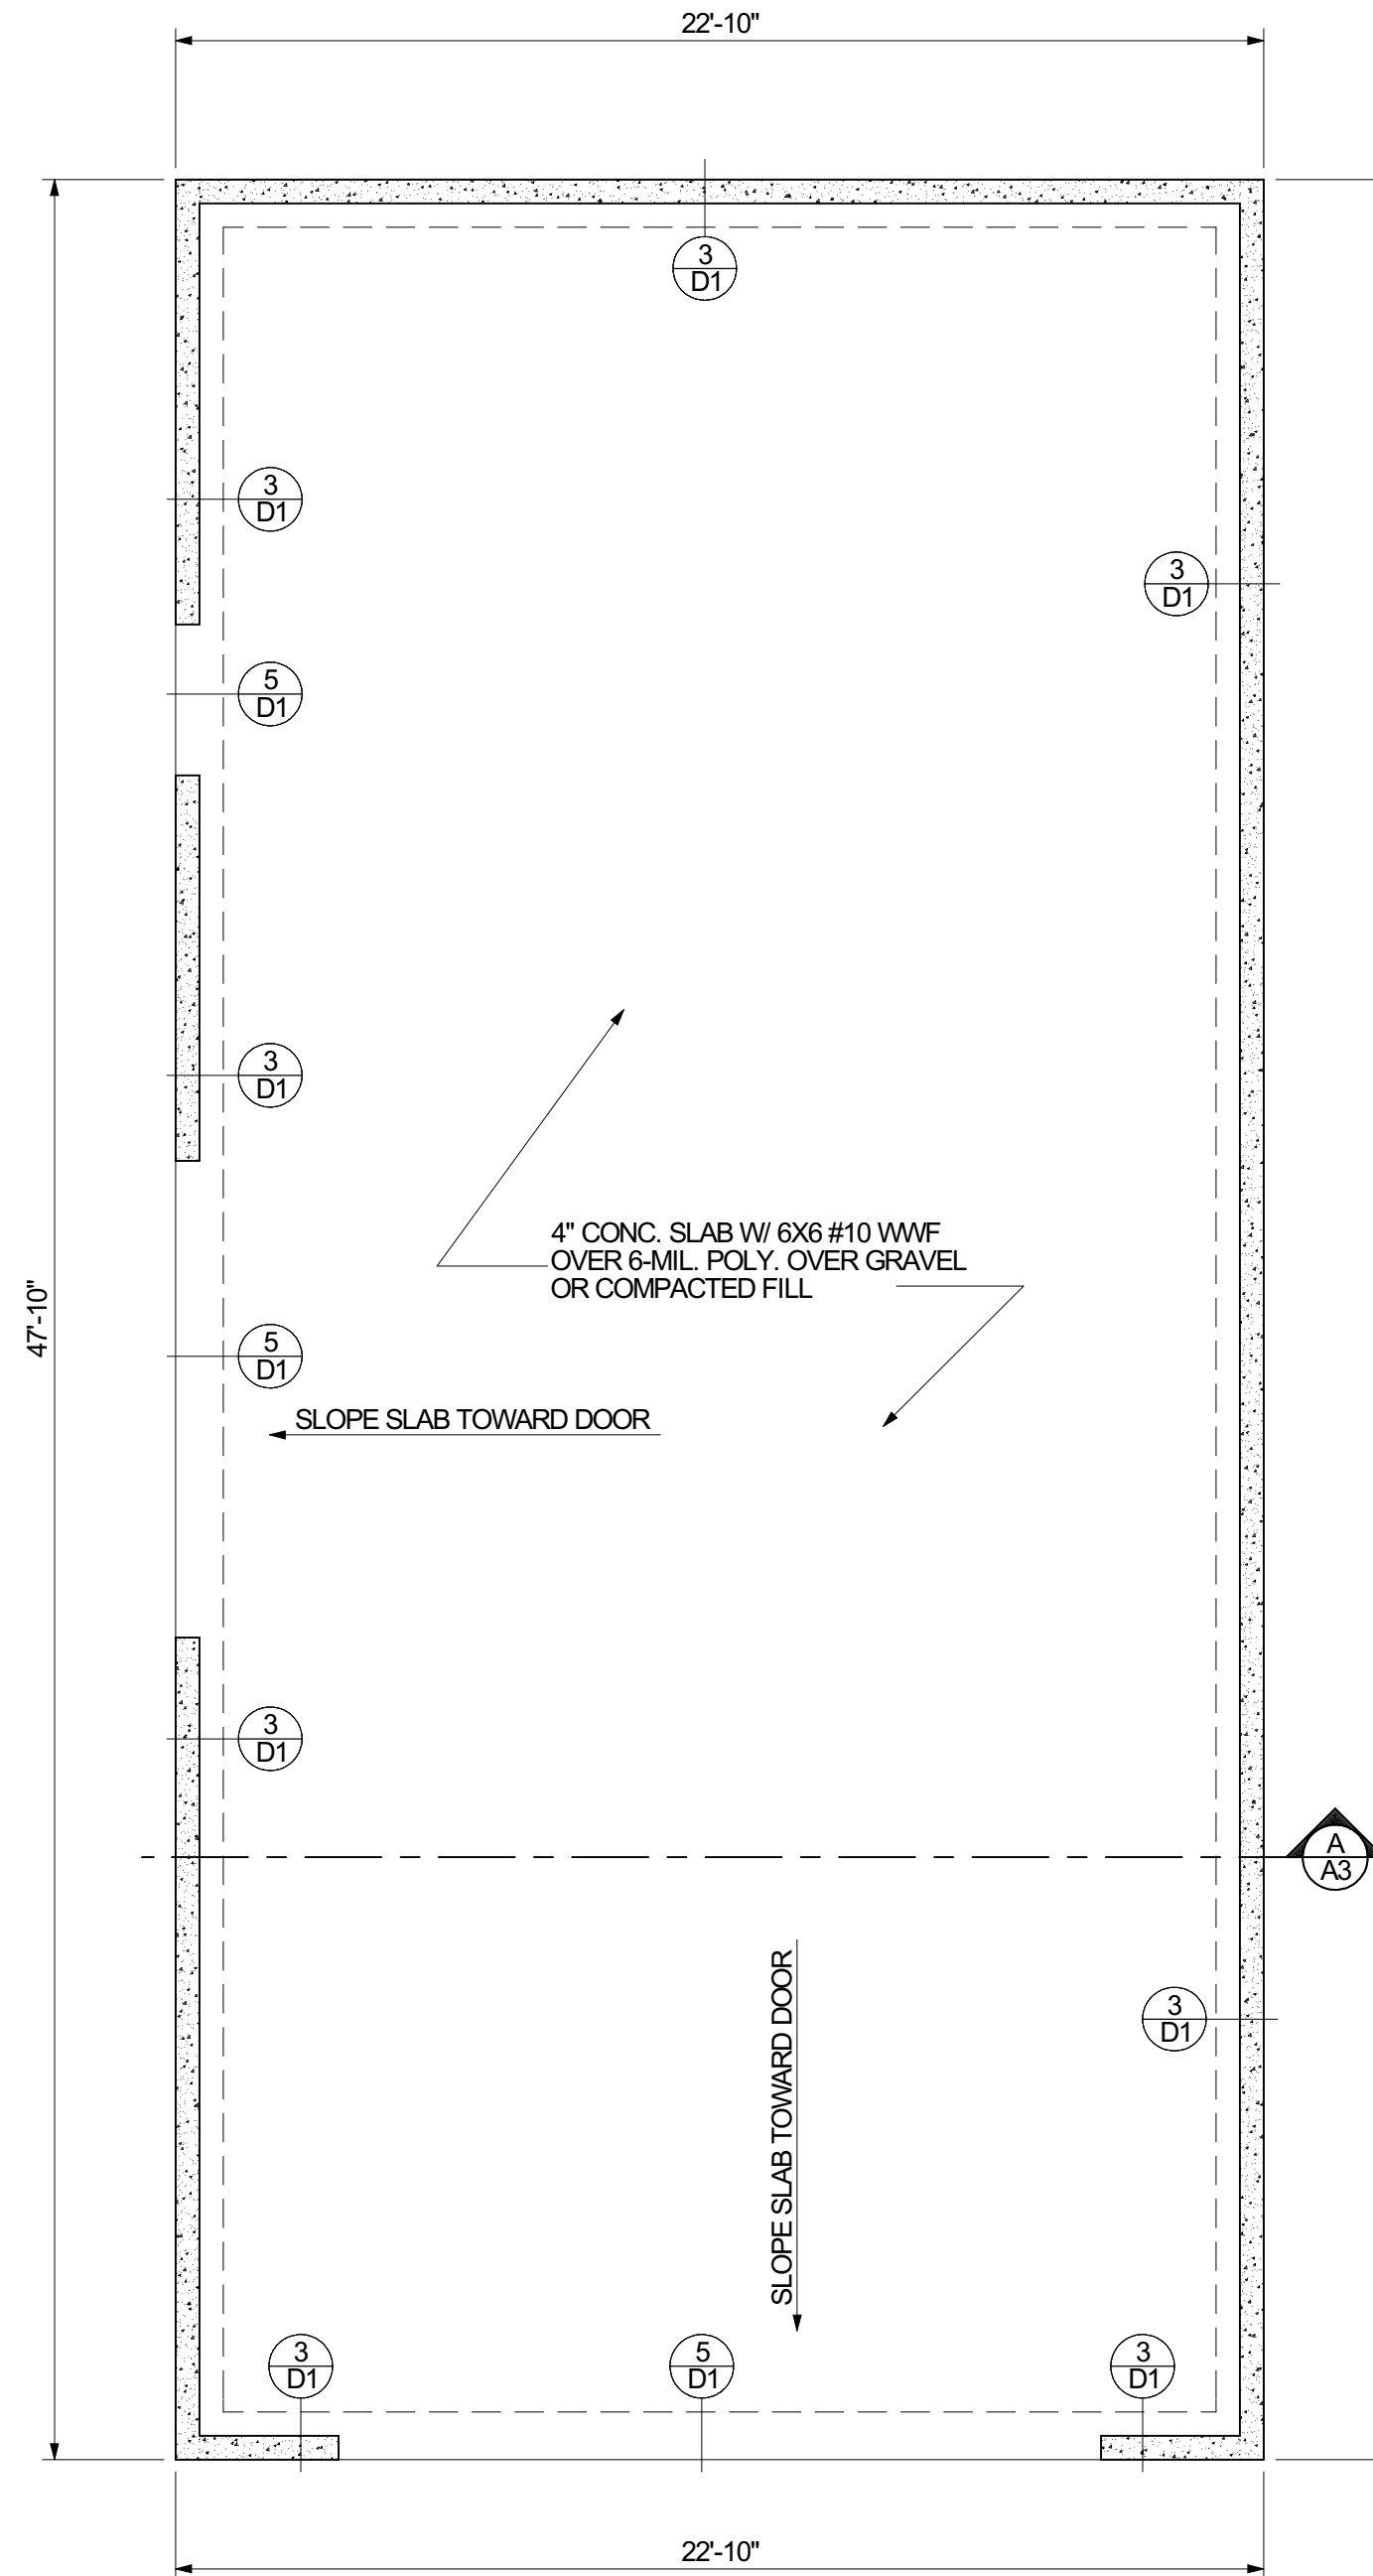 22'-10"
3
D1
3
D1
3
D1
5
D1
3
D1
4" CONC. SLAB W/ 6X6 #10 WWF
OVER 6-MIL. POLY. OVER GRAVEL
OR COMPACTED FILL
47'-10"
5
D1
SLOPE SLAB TOWARD DOOR
3
D1
A
A3
SLOPE SLAB TOWARD DOOR
3
D1
3
D1
5
D1
3
D1
22'-10"